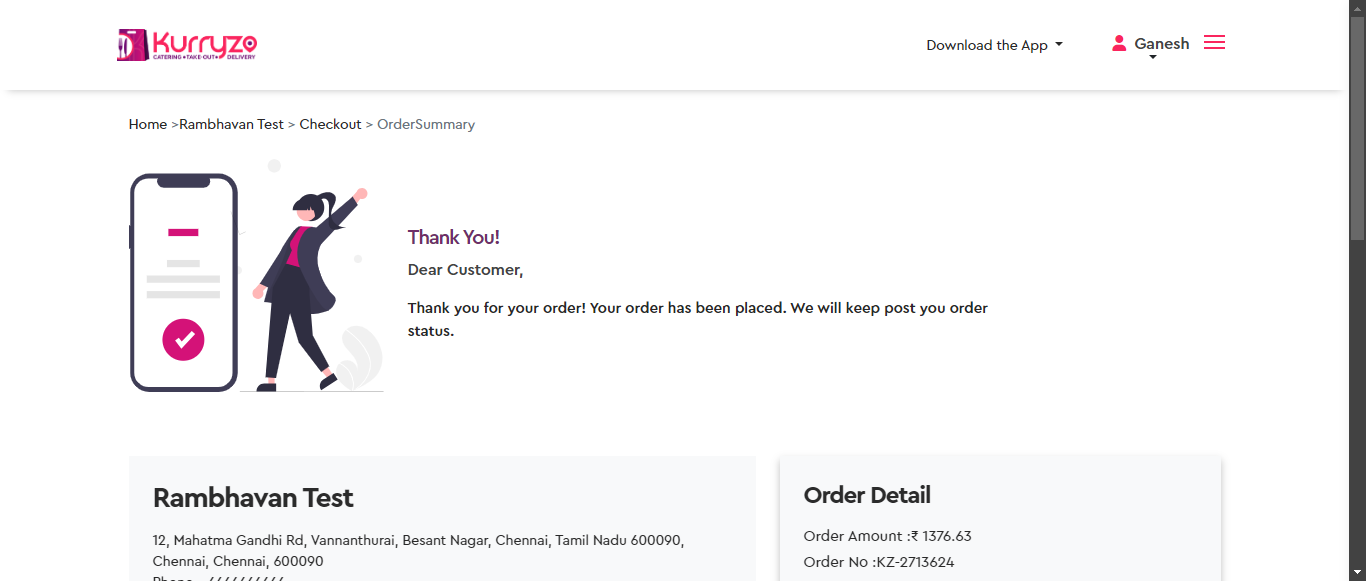 Kurryzo
CATERING • TAKE-OUT • DELIVERY
Download the App
Ganesh
Home >Rambhavan Test > Checkout > OrderSummary
Thank You!
Dear Customer,
Thank you for your order! Your order has been placed. We will keep post you order
status.
Rambhavan Test
12, Mahatma Gandhi Rd, Vannanthurai, Besant Nagar, Chennai, Tamil Nadu 600090,
Chennai, Chennai, 600090
Order Detail
Order Amount :₹ 1376.63
Order No :KZ-2713624